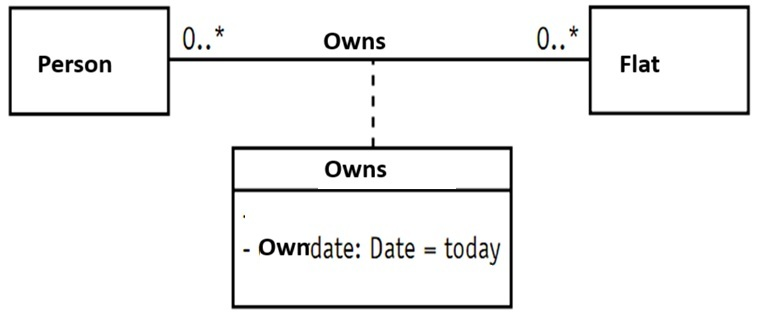 0..* Owns 0..*
Person Flat
Owns
- Owndate: Date = today